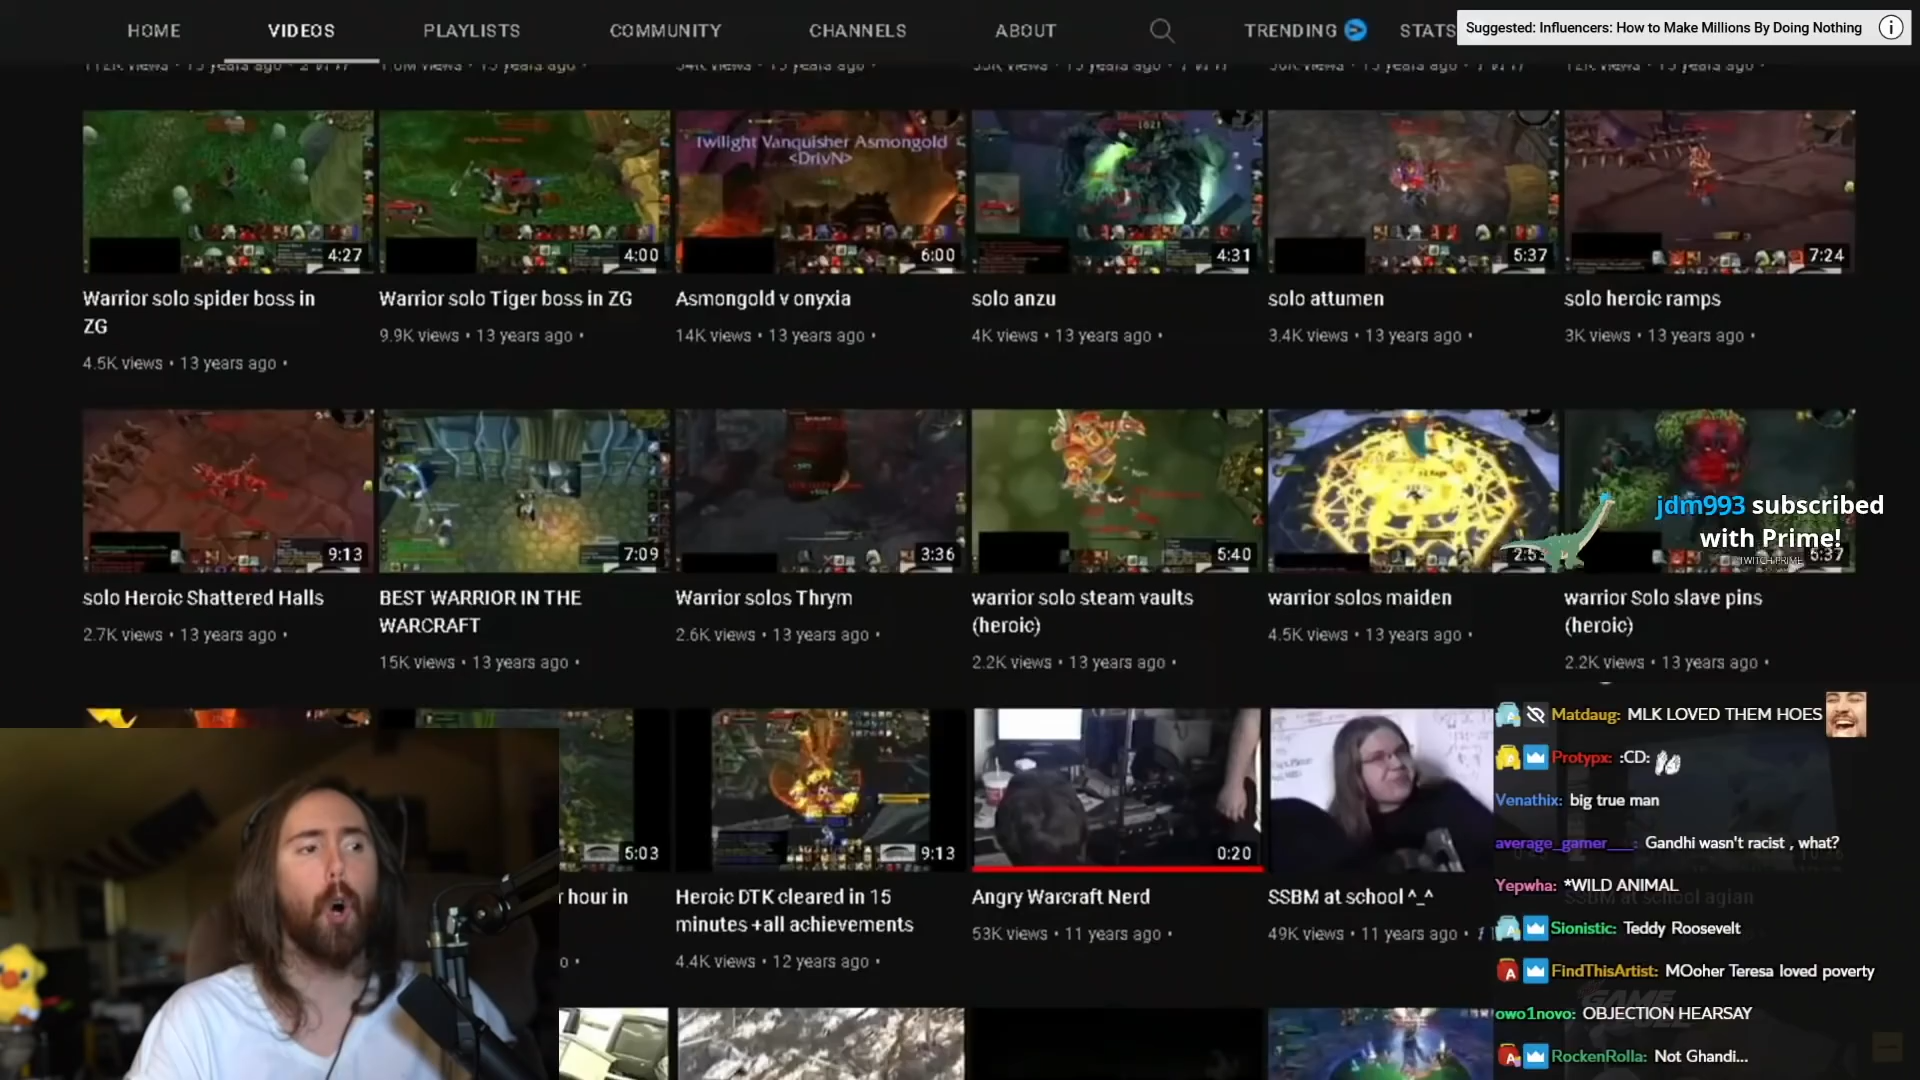 HOME VIDEOS PLAYLISTS COMMUNITY CHANNELS ABOUT TRENDING STATS
Suggested: Influencers: How to Make Millions By Doing Nothing
Twilight Vanquisher Asmongold
<DrivN>
4:27 4:00 6:00 4:31 5:37 7:24
Warrior solo spider boss in
ZG
4.5K views • 13 years ago •
Warrior solo Tiger boss in ZG
9.9K views • 13 years ago •
Asmongold v onyxia
14K views • 13 years ago •
solo anzu
4K views • 13 years ago •
solo attumen
3.4K views • 13 years ago •
solo heroic ramps
3K views • 13 years ago •
jdm993 subscribed
with Prime!
TWITCH PRIME
9:13 7:09 3:36 5:40 5:37
solo Heroic Shattered Halls
2.7K views • 13 years ago •
BEST WARRIOR IN THE
WARCRAFT
15K views • 13 years ago •
Warrior solos Thrym
2.6K views • 13 years ago •
warrior solo steam vaults
(heroic)
2.2K views • 13 years ago •
warrior solos maiden
4.5K views • 13 years ago •
warrior Solo slave pins
(heroic)
2.2K views • 13 years ago •
5:03 9:13 0:20
hour in
Heroic DTK cleared in 15
minutes +all achievements
4.4K views • 12 years ago •
Angry Warcraft Nerd
53K views • 11 years ago •
SSBM at school ^_^
49K views • 11 years ago •
SSBM at school agian
Matdaug: MLK LOVED THEM HOES
Protypx: :CD:
Venathix: big true man
average_gamer___: Gandhi wasn't racist , what?
Yepwha: *WILD ANIMAL
Sionistic: Teddy Roosevelt
FindThisArtist: MOoher Teresa loved poverty
owo1novo: OBJECTION HEARSAY
RockenRolla: Not Ghandi...